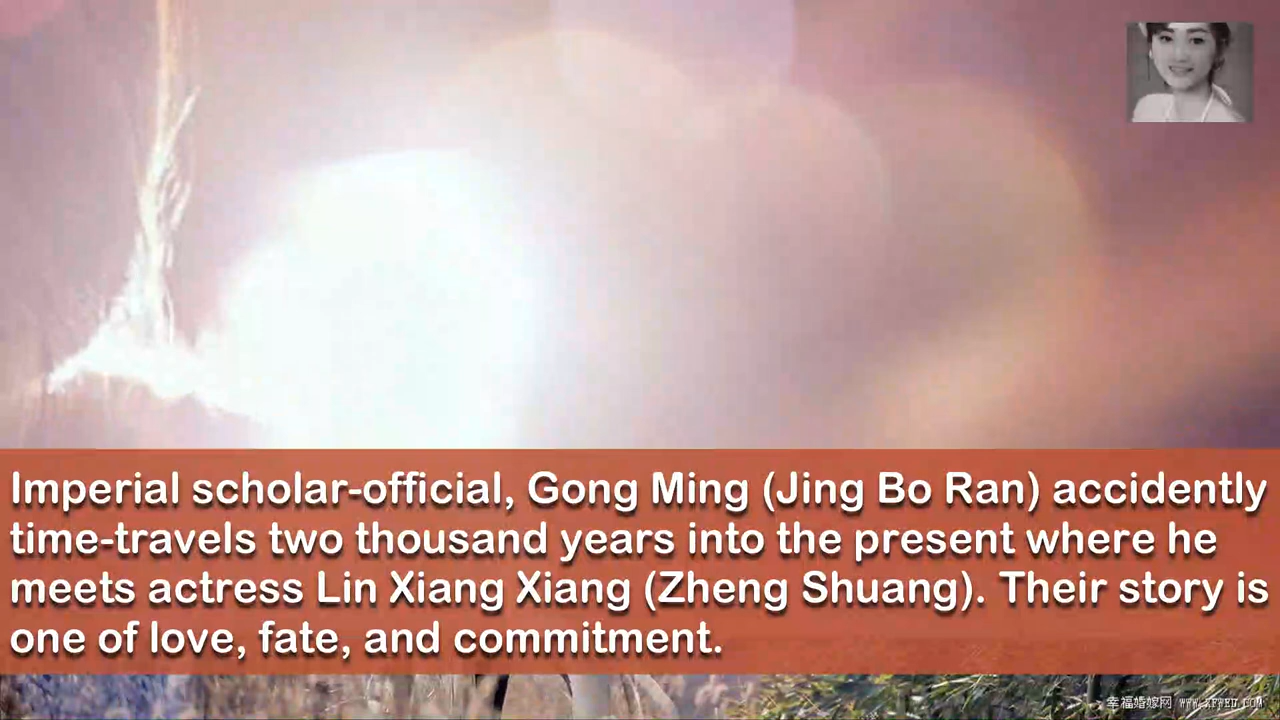 Imperial scholar-official, Gong Ming (Jing Bo Ran) accidently
time-travels two thousand years into the present where he
meets actress Lin Xiang Xiang (Zheng Shuang). Their story is
one of love, fate, and commitment.
幸福婚嫁网